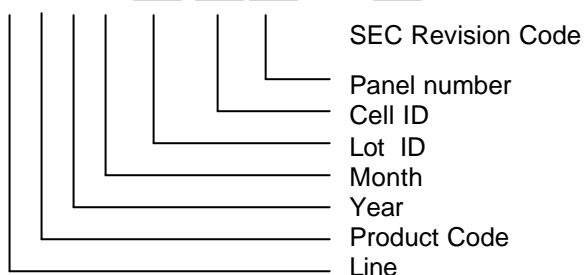 SEC Revision Code
Panel number
Cell ID
Lot ID
Month
Year
Product Code
Line